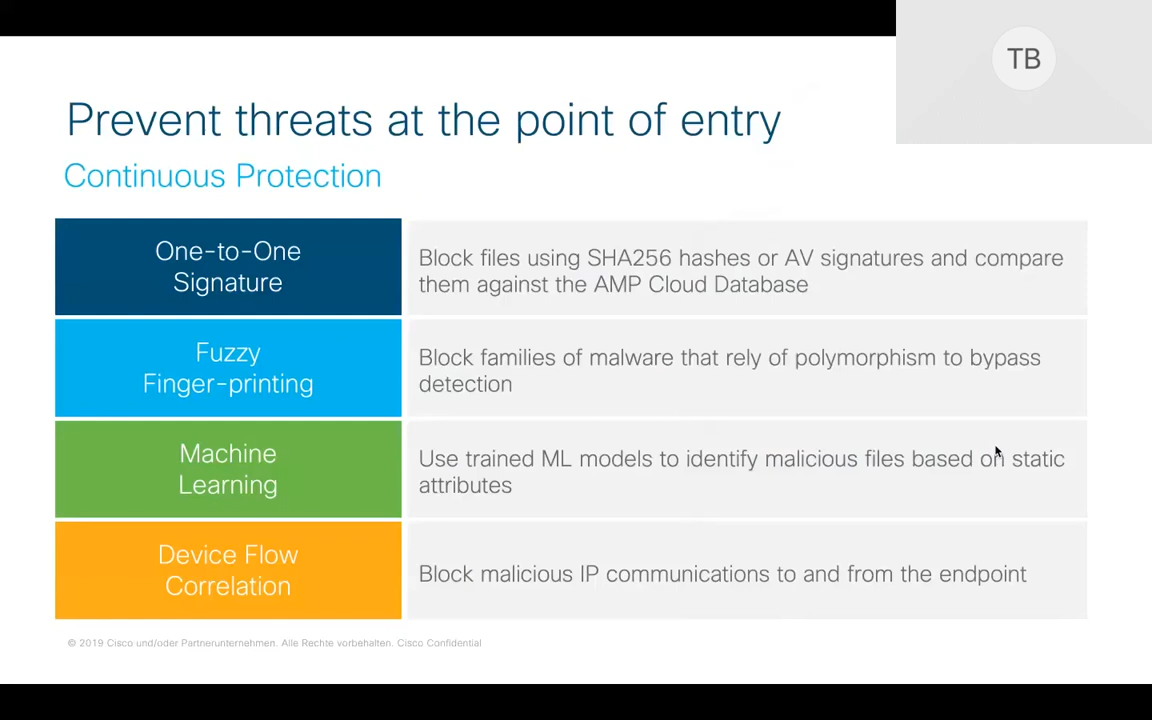 TB
Prevent threats at the point of entry
Continuous Protection
One-to-One
Signature
Block files using SHA256 hashes or AV signatures and compare
them against the AMP Cloud Database
Fuzzy
Finger-printing
Block families of malware that rely of polymorphism to bypass
detection
Machine
Learning
Use trained ML models to identify malicious files based on static
attributes
Device Flow
Correlation
Block malicious IP communications to and from the endpoint
© 2019 Cisco und/oder Partnerunternehmen. Alle Rechte vorbehalten. Cisco Confidential